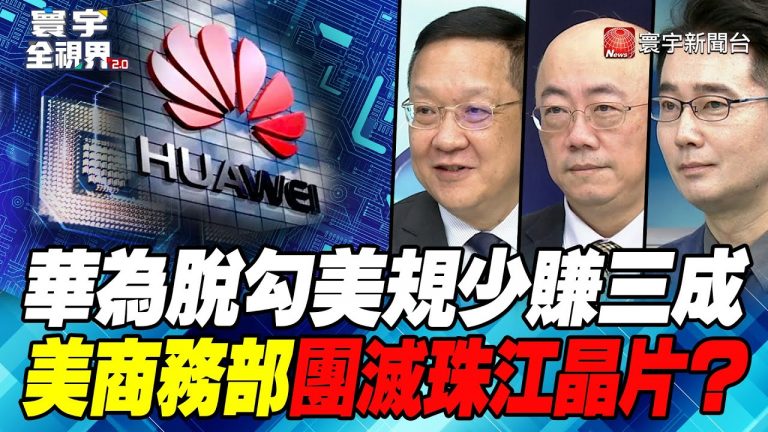 寰宇
全視界2.0
News
寰宇新聞台
HUAWEI
華為脫勾美規少賺三成
美商務部團滅珠江晶片?